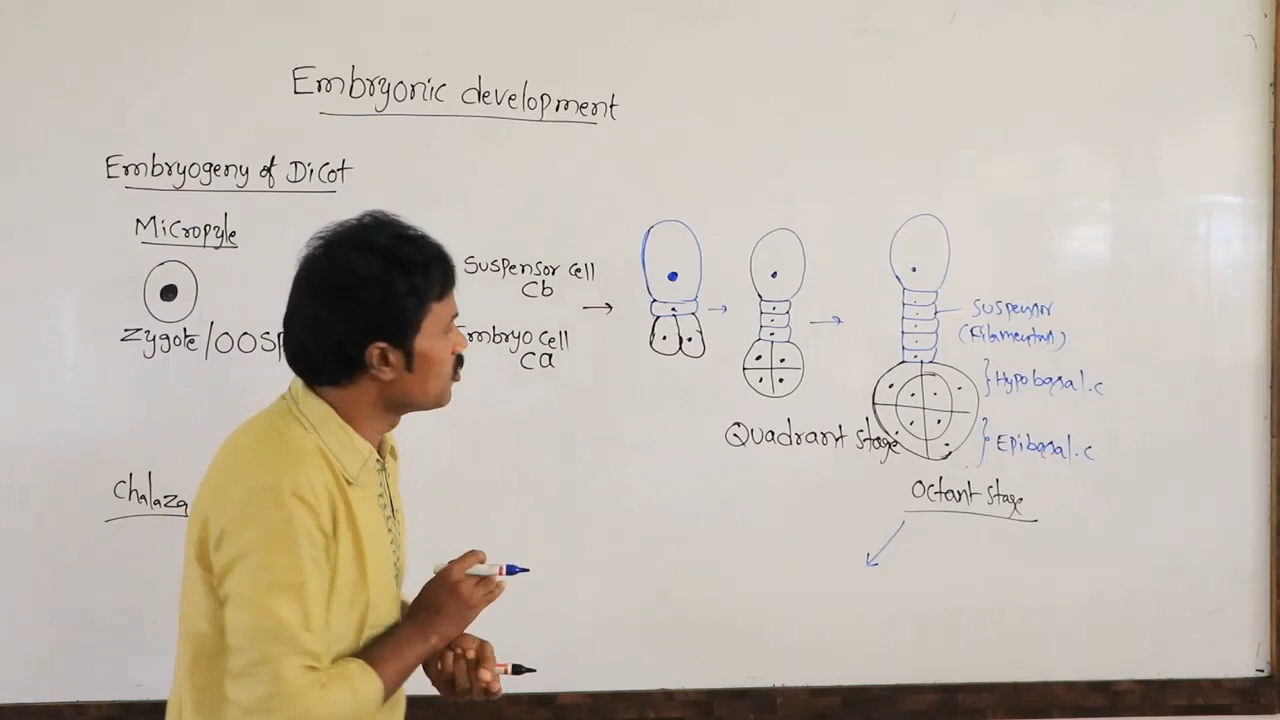 Embryonic development
Embryogeny of Dicot
Micropyle
Zygote/OOSP
Suspensor cell
Cb
Embryo cell
Ca
Chalaza
Quadrant stage
Suspensor
Hypobasal.c
Epibasal.c
Octant stage